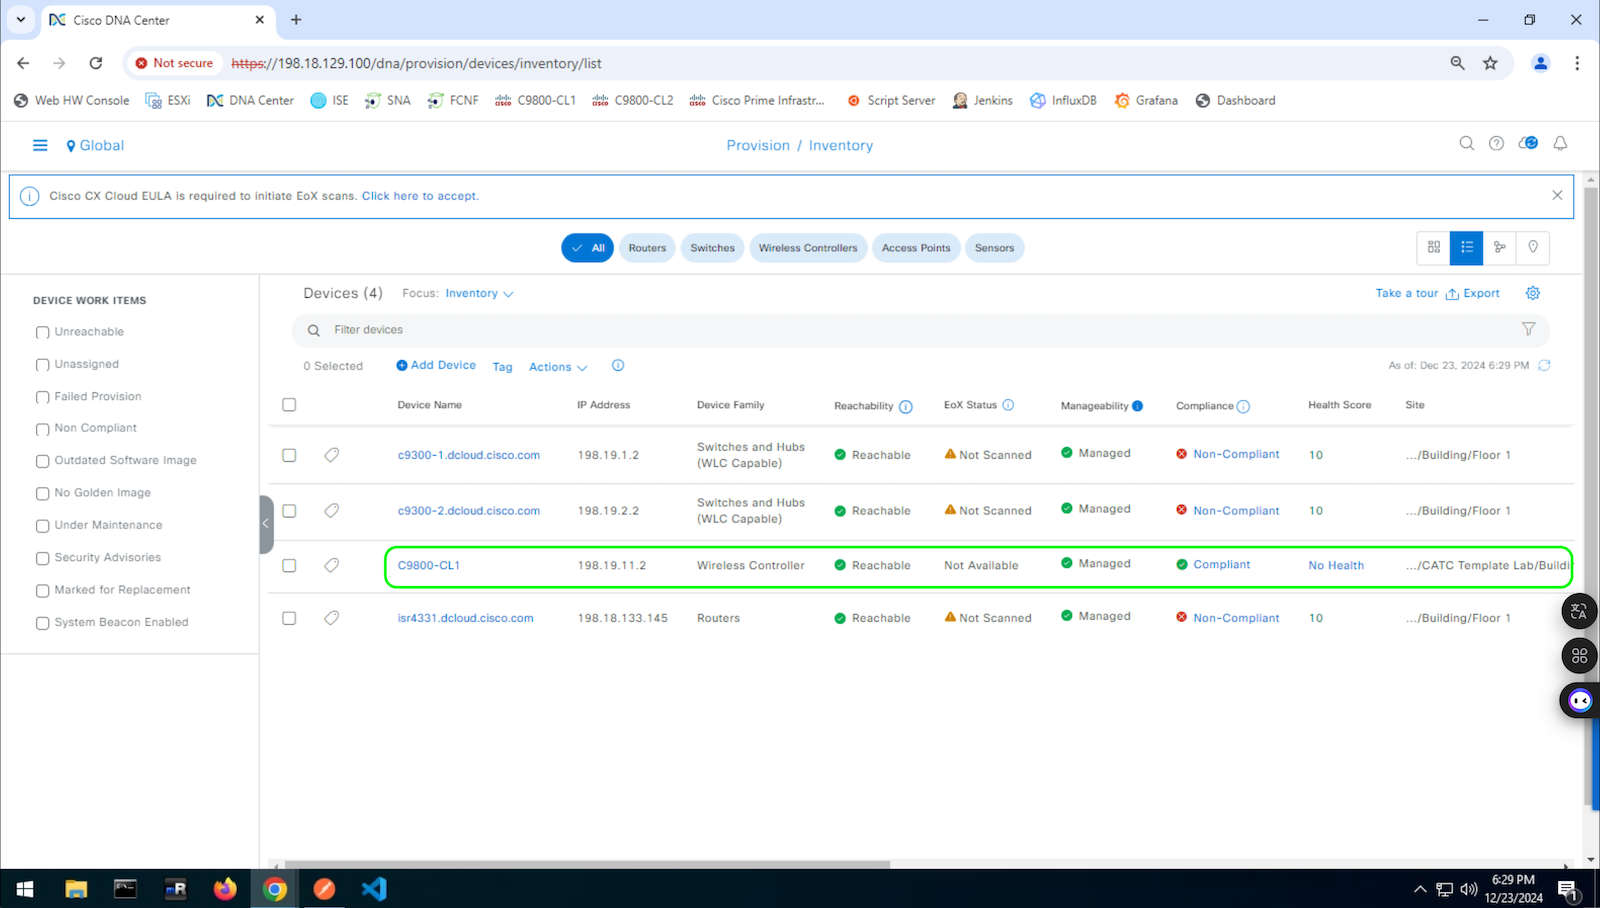 Cisco DNA Center
Not secure https://198.18.129.100/dna/provision/devices/inventory/list
Web HW Console ESXi DNA Center ISE SNA FCNF C9800-CL1 C9800-CL2 Cisco Prime Infrastr... Script Server Jenkins InfluxDB Grafana Dashboard
Global Provision / Inventory
Cisco CX Cloud EULA is required to initiate EoX scans. Click here to accept.
All Routers Switches Wireless Controllers Access Points Sensors
DEVICE WORK ITEMS
Unreachable
Unassigned
Failed Provision
Non Compliant
Outdated Software Image
No Golden Image
Under Maintenance
Security Advisories
Marked for Replacement
System Beacon Enabled
Devices (4) Focus: Inventory Take a tour Export
Filter devices
0 Selected Add Device Tag Actions As of: Dec 23, 2024 6:29 PM
Device Name IP Address Device Family Reachability EoX Status Manageability Compliance Health Score Site
c9300-1.dcloud.cisco.com 198.19.1.2 Switches and Hubs (WLC Capable) Reachable Not Scanned Managed Non-Compliant 10 .../Building/Floor 1
c9300-2.dcloud.cisco.com 198.19.2.2 Switches and Hubs (WLC Capable) Reachable Not Scanned Managed Non-Compliant 10 .../Building/Floor 1
C9800-CL1 198.19.11.2 Wireless Controller Reachable Not Available Managed Compliant No Health .../CATC Template Lab/Buildi
isr4331.dcloud.cisco.com 198.18.133.145 Routers Reachable Not Scanned Managed Non-Compliant 10 .../Building/Floor 1
6:29 PM
12/23/2024
1